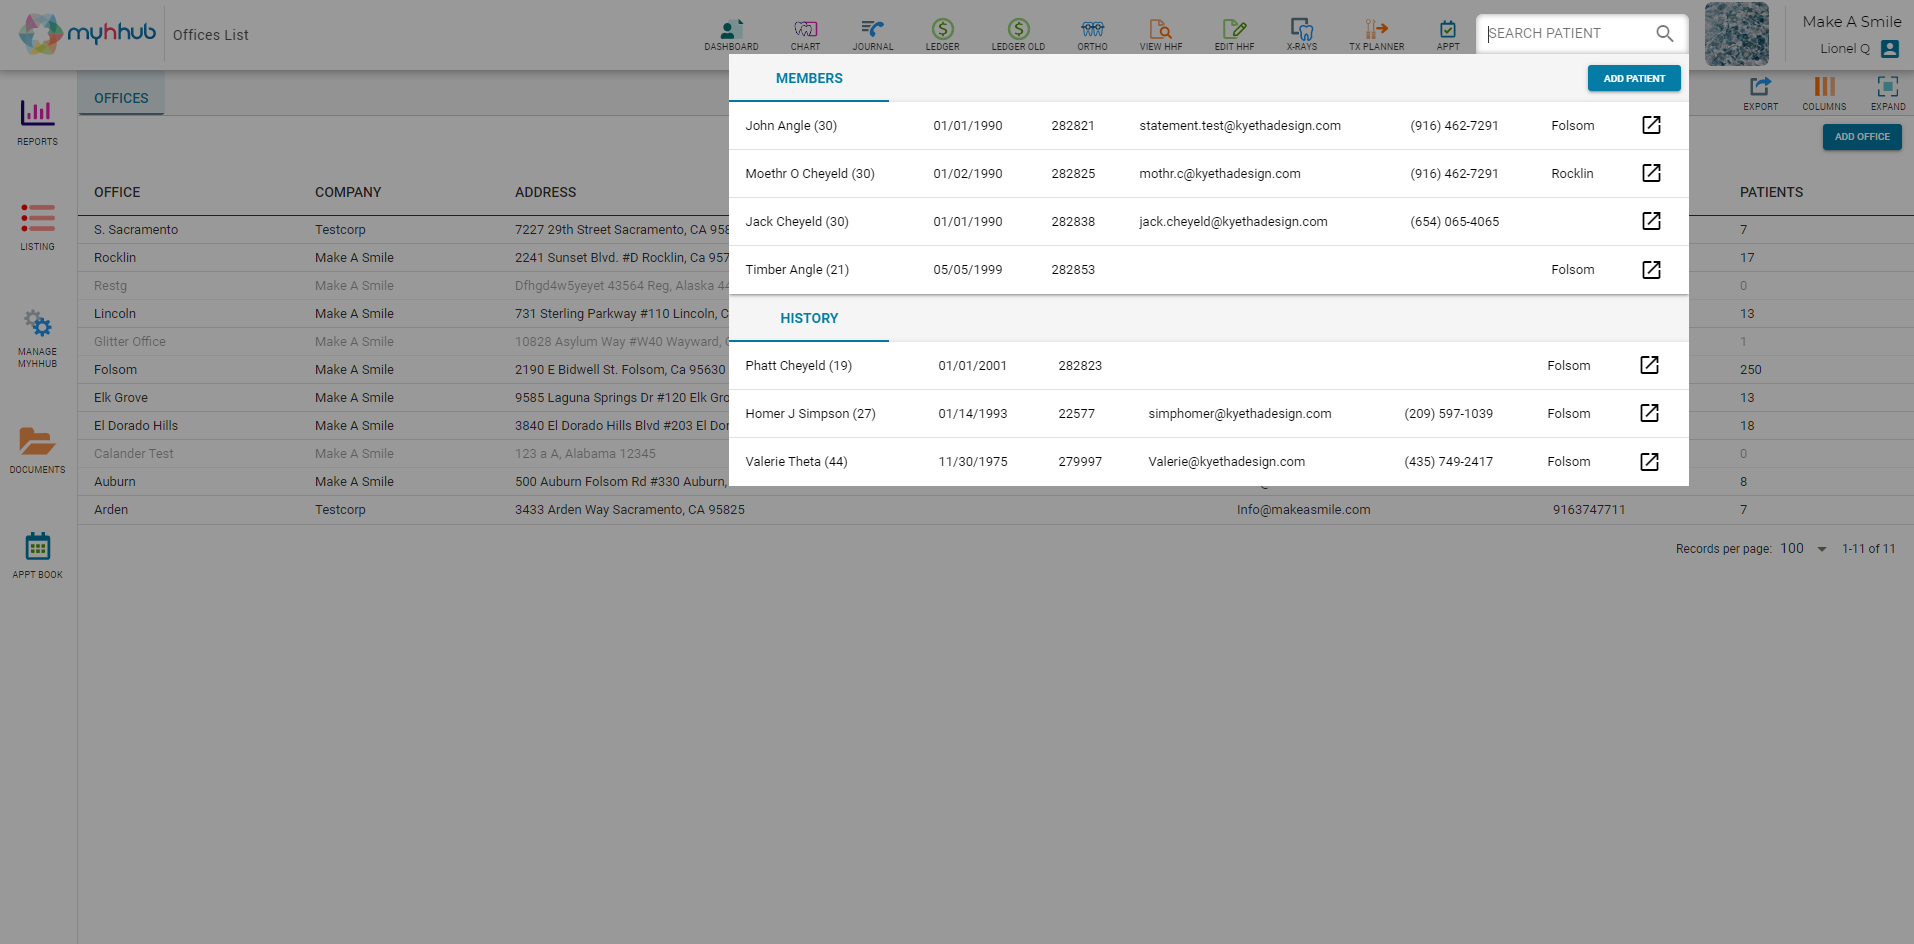 myhhub
Offices List
DASHBOARD
CHART
JOURNAL
LEDGER
LEDGER OLD
ORTHO
VIEW HHF
EDIT HHF
X-RAYS
TX PLANNER
APPT
SEARCH PATIENT
Make A Smile
Lionel Q
REPORTS
LISTING
MANAGE
MYHHUB
DOCUMENTS
APPT BOOK
OFFICES
EXPORT
COLUMNS
EXPAND
ADD OFFICE
MEMBERS
ADD PATIENT
John Angle (30) 01/01/1990 282821 statement.test@kyethadesign.com (916) 462-7291 Folsom
Moethr O Cheyeld (30) 01/02/1990 282825 mothr.c@kyethadesign.com (916) 462-7291 Rocklin
Jack Cheyeld (30) 01/01/1990 282838 jack.cheyeld@kyethadesign.com (654) 065-4065
Timber Angle (21) 05/05/1999 282853 Folsom
HISTORY
Phatt Cheyeld (19) 01/01/2001 282823 Folsom
Homer J Simpson (27) 01/14/1993 22577 simphomer@kyethadesign.com (209) 597-1039 Folsom
Valerie Theta (44) 11/30/1975 279997 Valerie@kyethadesign.com (435) 749-2417 Folsom
OFFICE COMPANY ADDRESS PATIENTS
S. Sacramento Testcorp 7227 29th Street Sacramento, CA 958 7
Rocklin Make A Smile 2241 Sunset Blvd. #D Rocklin, Ca 957 17
Restg Make A Smile Dfhgd4w5yeyet 43564 Reg, Alaska 44 0
Lincoln Make A Smile 731 Sterling Parkway #110 Lincoln, C 13
Glitter Office Make A Smile 10828 Asylum Way #W40 Wayward, 1
Folsom Make A Smile 2190 E Bidwell St. Folsom, Ca 95630 250
Elk Grove Make A Smile 9585 Laguna Springs Dr #120 Elk Gro 13
El Dorado Hills Make A Smile 3840 El Dorado Hills Blvd #203 El Dor 18
Calander Test Make A Smile 123 a A, Alabama 12345 0
Auburn Make A Smile 500 Auburn Folsom Rd #330 Auburn, 8
Arden Testcorp 3433 Arden Way Sacramento, CA 95825 Info@makeasmile.com 9163747711 7
Records per page: 100 1-11 of 11